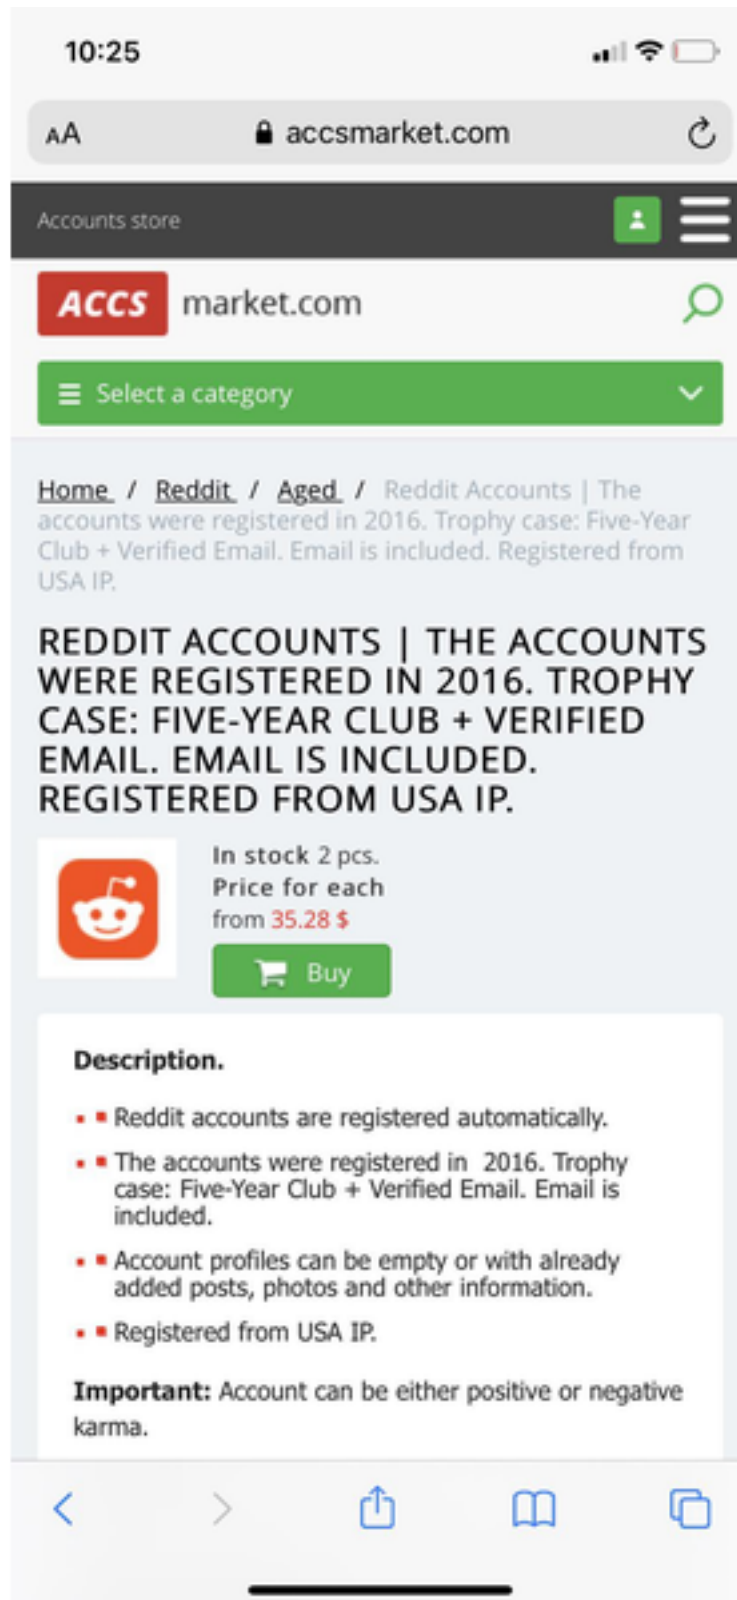 10:25
AA accsmarket.com
Accounts store
ACCS market.com
Select a category
Home / Reddit / Aged / Reddit Accounts | The
accounts were registered in 2016. Trophy case: Five-Year
Club + Verified Email. Email is included. Registered from
USA IP.
REDDIT ACCOUNTS | THE ACCOUNTS
WERE REGISTERED IN 2016. TROPHY
CASE: FIVE-YEAR CLUB + VERIFIED
EMAIL. EMAIL IS INCLUDED.
REGISTERED FROM USA IP.
In stock 2 pcs.
Price for each
from 35.28 $
Buy
Description.
Reddit accounts are registered automatically.
The accounts were registered in 2016. Trophy
case: Five-Year Club + Verified Email. Email is
included.
Account profiles can be empty or with already
added posts, photos and other information.
Registered from USA IP.
Important: Account can be either positive or negative
karma.